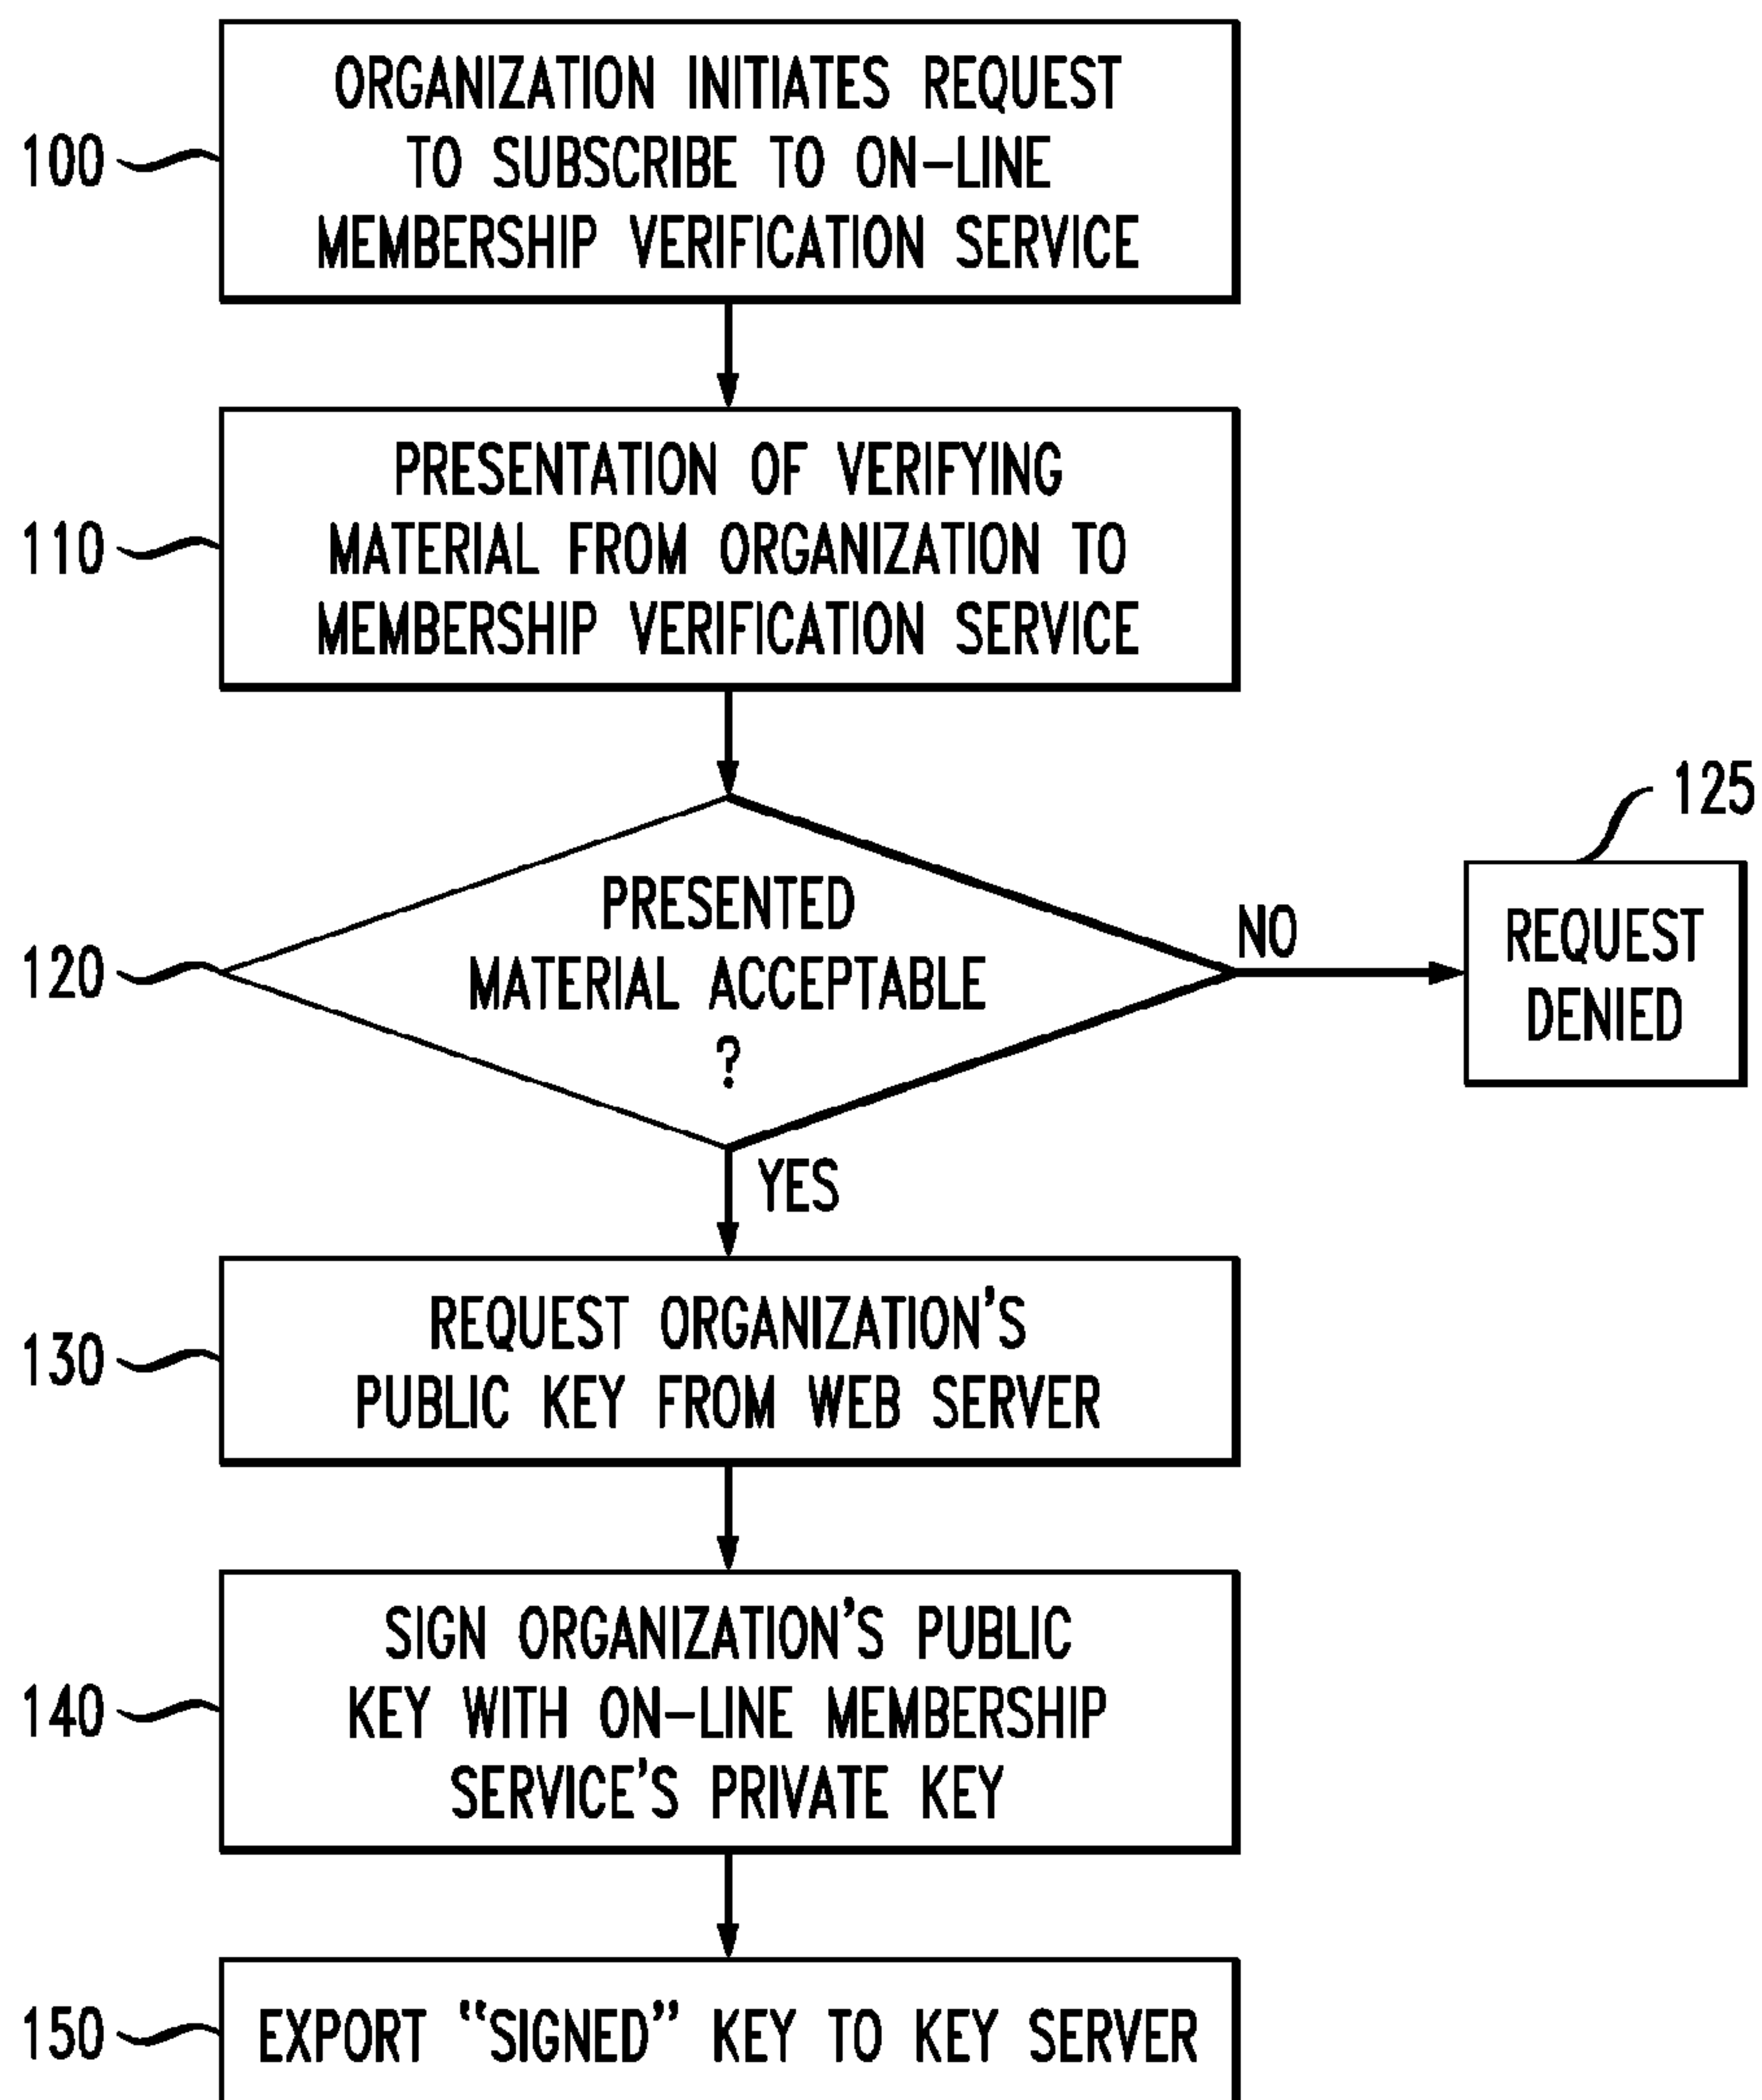 100
ORGANIZATION INITIATES REQUEST
TO SUBSCRIBE TO ON-LINE
MEMBERSHIP VERIFICATION SERVICE
110
PRESENTATION OF VERIFYING
MATERIAL FROM ORGANIZATION TO
MEMBERSHIP VERIFICATION SERVICE
120
PRESENTED
MATERIAL ACCEPTABLE
?
NO
125
REQUEST
DENIED
YES
130
REQUEST ORGANIZATION'S
PUBLIC KEY FROM WEB SERVER
140
SIGN ORGANIZATION'S PUBLIC
KEY WITH ON-LINE MEMBERSHIP
SERVICE'S PRIVATE KEY
150
EXPORT "SIGNED" KEY TO KEY SERVER